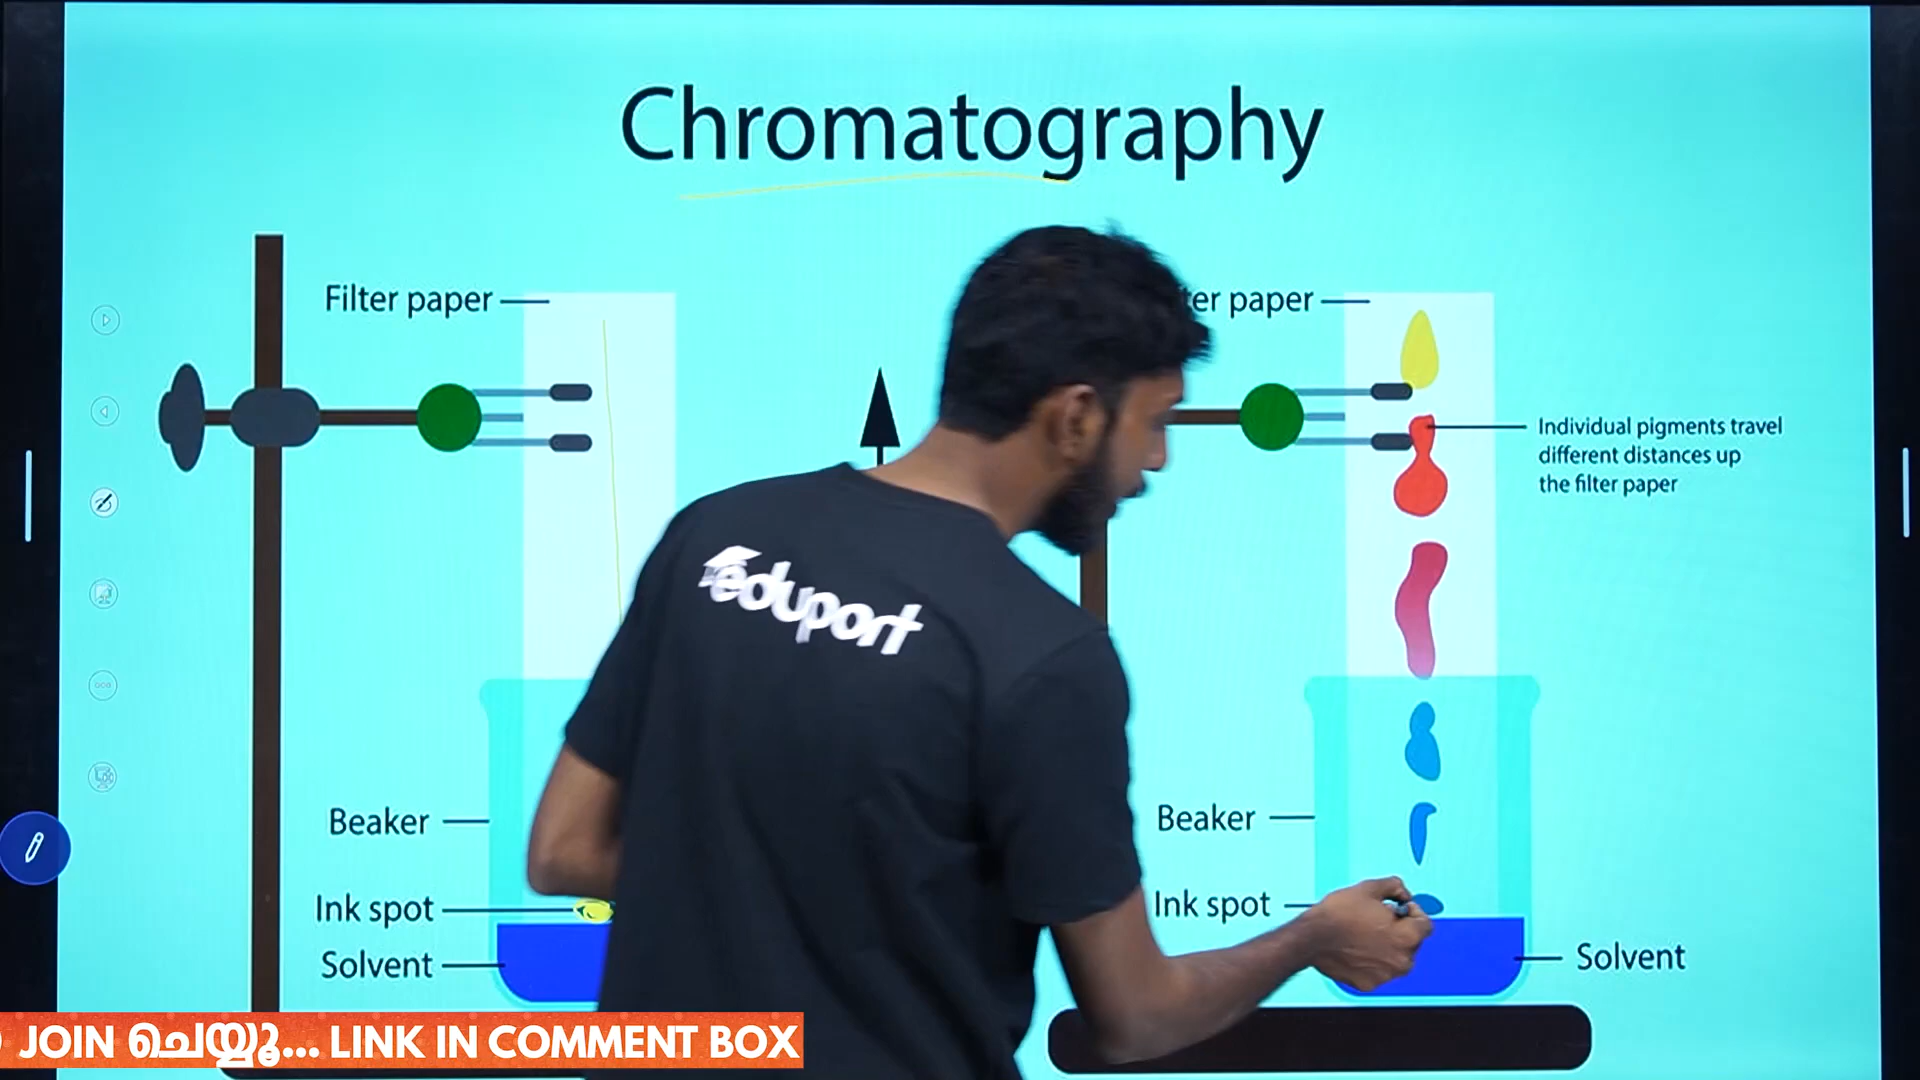 Chromatography
Filter paper
ter paper
Individual pigments travel
different distances up
the filter paper
eduport
Beaker
Beaker
Ink spot
Ink spot
Solvent
Solvent
JOIN ചെയ്യൂ... LINK IN COMMENT BOX